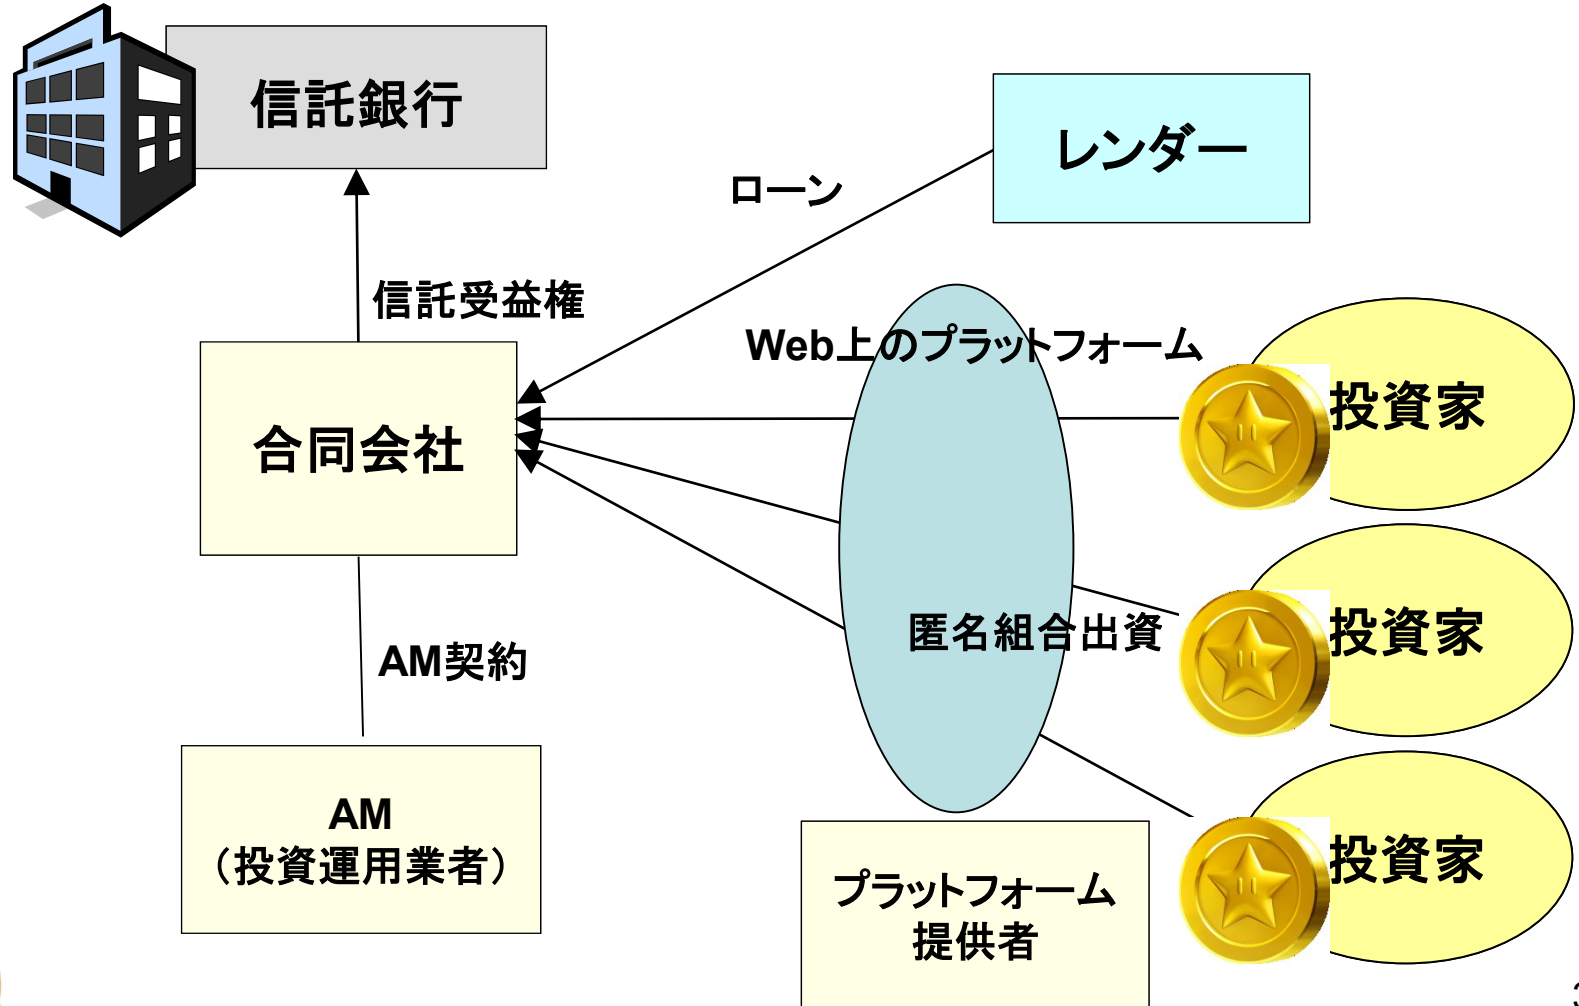 信託銀行
レンダー
ローン
信託受益権
Web上のプラットフォーム
投資家
合同会社
匿名組合出資
投資家
AM契約
AM
（投資運用業者）
投資家
プラットフォーム
提供者